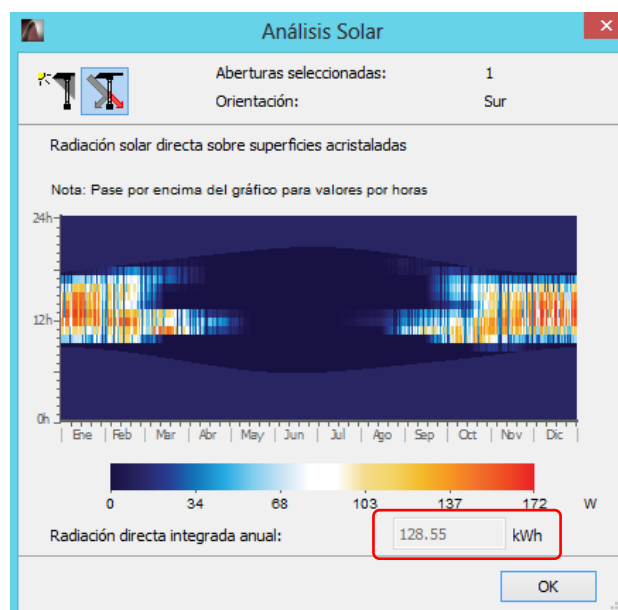 Análisis Solar
Aberturas seleccionadas: 1
Orientación: Sur
Radiación solar directa sobre superficies acristaladas
Nota: Pase por encima del gráfico para valores por horas
24h
12h
0h
Ene Feb Mar Abr May Jun Jul Ago Sep Oct Nov Dic
0 34 68 103 137 172 W
Radiación directa integrada anual: 128.55 kWh
OK